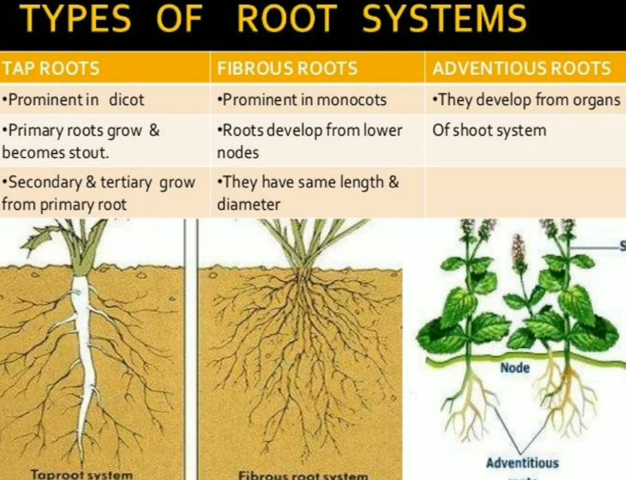 TYPES OF ROOT SYSTEMS
TAP ROOTS
•Prominent in dicot
•Primary roots grow &
becomes stout.
•Secondary & tertiary grow
from primary root
FIBROUS ROOTS
•Prominent in monocots
•Roots develop from lower
nodes
•They have same length &
diameter
ADVENTIOUS ROOTS
•They develop from organs
Of shoot system
Taproot system
Fibrous root system
S
Node
Adventitious